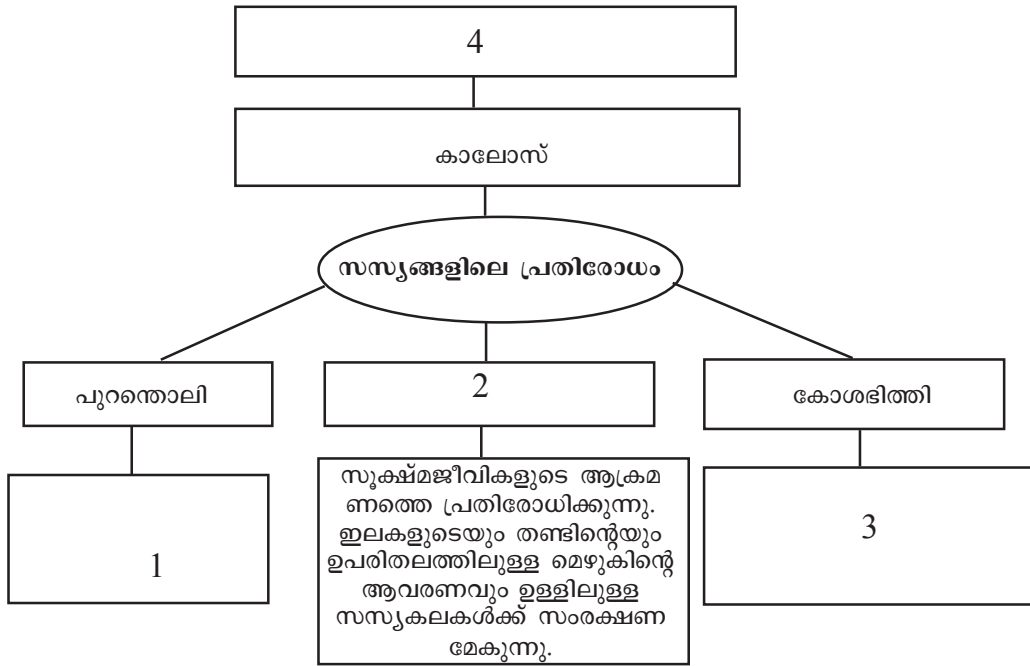 4
കാലോസ്
സസ്യങ്ങളിലെ പ്രതിരോധം
പുറന്തൊലി
2
കോശഭിത്തി
1
സൂക്ഷ്മജീവികളുടെ ആക്രമ
ണത്തെ പ്രതിരോധിക്കുന്നു.
ഇലകളുടെയും തണ്ടിന്റെയും
ഉപരിതലത്തിലുള്ള മെഴുകിന്റെ
ആവരണവും ഉള്ളിലുള്ള
സസ്യകലകൾക്ക് സംരക്ഷണ
മേകുന്നു.
3